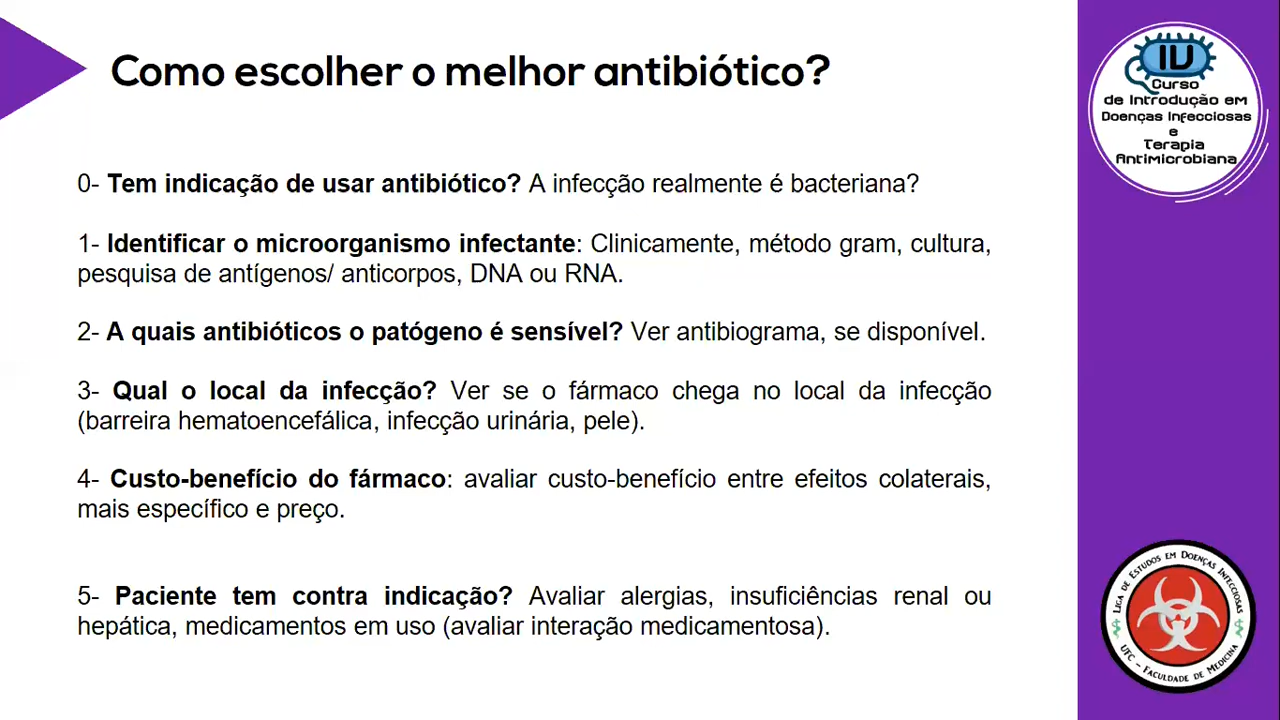 Como escolher o melhor antibiótico?
IV
Curso
de Introdução em
Doenças Infecciosas
e
Terapia
Antimicrobiana
0- Tem indicação de usar antibiótico? A infecção realmente é bacteriana?
1- Identificar o microorganismo infectante: Clinicamente, método gram, cultura,
pesquisa de antígenos/ anticorpos, DNA ou RNA.
2- A quais antibióticos o patógeno é sensível? Ver antibiograma, se disponível.
3- Qual o local da infecção? Ver se o fármaco chega no local da infecção
(barreira hematoencefálica, infecção urinária, pele).
4- Custo-benefício do fármaco: avaliar custo-benefício entre efeitos colaterais,
mais específico e preço.
5- Paciente tem contra indicação? Avaliar alergias, insuficiências renal ou
hepática, medicamentos em uso (avaliar interação medicamentosa).
Liga de Estudos em Doenças Infecciosas
UFC - Faculdade de Medicina